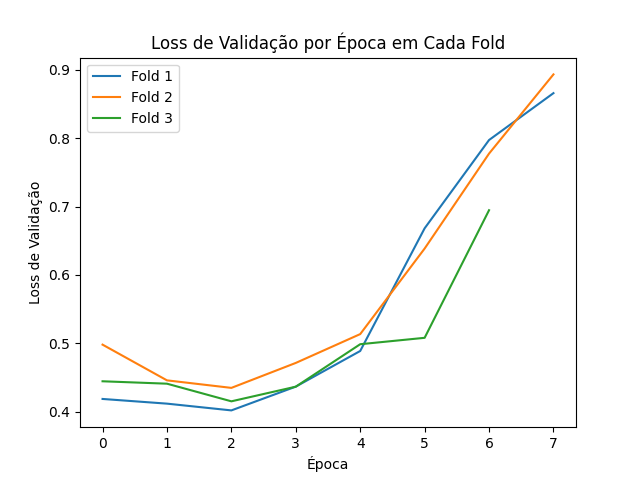 Loss de Validação por Época em Cada Fold
Fold 1
Fold 2
Fold 3
Loss de Validação
0.9
0.8
0.7
0.6
0.5
0.4
0 1 2 3 4 5 6 7
Época